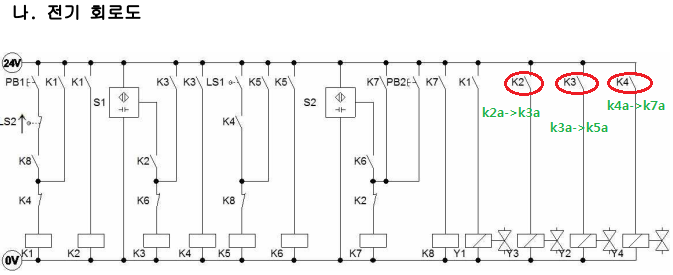 나. 전기 회로도
24V
PB1 K1 K1 K3 K3 LS1 K5 K5 K7 PB2 K7 K1 K2 K3 K4
S1 S2
k2a->k3a k4a->k7a
LS2 K4
k3a->k5a
K8 K2 K6
K4 K6 K8 K2
K1 K2 K3 K4 K5 K6 K7 K8 Y1 Y3 Y2 Y4
0V